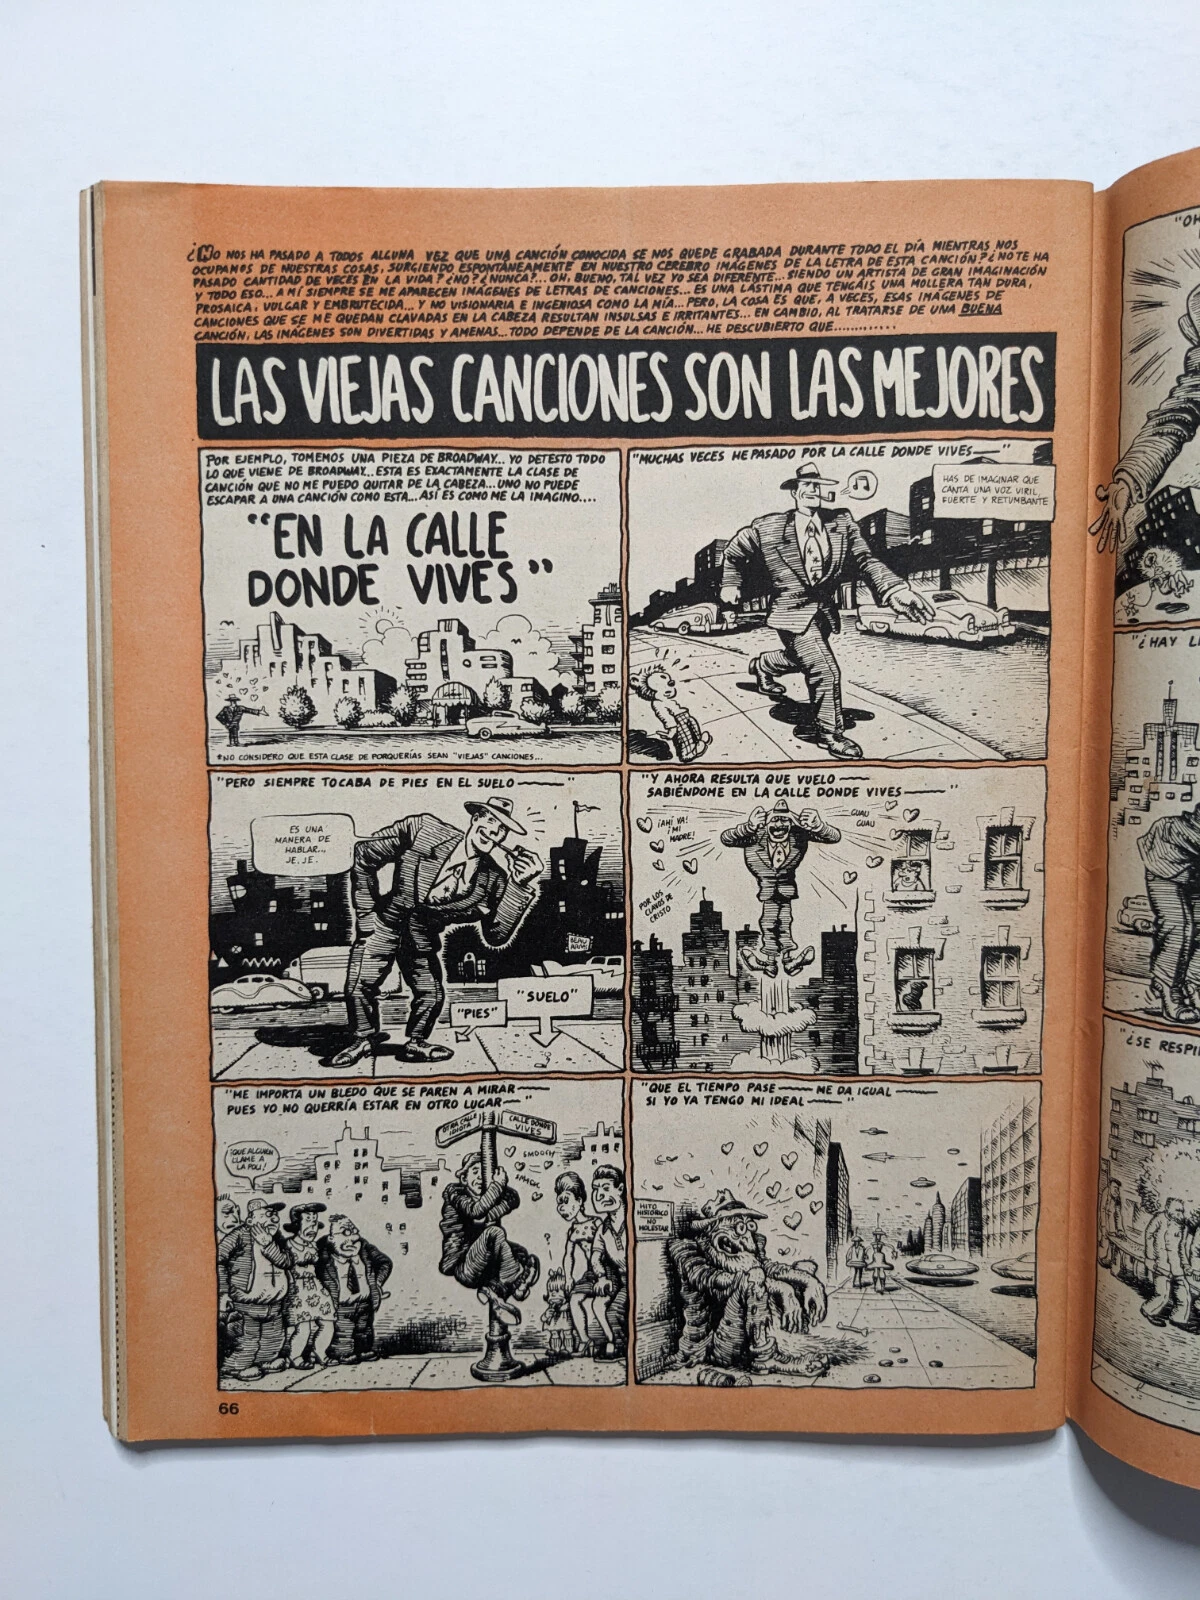 ¿No nos ha pasado a todos alguna vez que una canción conocida se nos quede grabada durante todo el día mientras nos
ocupamos de nuestras cosas, surgiendo espontáneamente en nuestro cerebro imágenes de la letra de esta canción? ¿No te ha
pasado cantidad de veces en la vida? ¿No? ¿Nunca?... Oh, bueno, tal vez yo sea diferente... siendo un artista de gran imaginación
y todo eso... A mí siempre se me aparecen imágenes de letras de canciones... Es una lástima que tengáis una mollera tan dura,
prosaica, vulgar y embrutecida... y no visionaria e ingeniosa como la mía... Pero, la cosa es que, a veces, esas imágenes de
canciones que se me quedan clavadas en la cabeza resultan insulsas e irritantes... En cambio, al tratarse de una buena
canción, las imágenes son divertidas y amenas... Todo depende de la canción... He descubierto que............
LAS VIEJAS CANCIONES SON LAS MEJORES
POR EJEMPLO, TOMEMOS UNA PIEZA DE BROADWAY... YO DETESTO TODO
LO QUE VIENE DE BROADWAY... ESTA ES EXACTAMENTE LA CLASE DE
CANCIÓN QUE NO ME PUEDO QUITAR DE LA CABEZA... UNO NO PUEDE
ESCAPAR A UNA CANCIÓN COMO ESTA... ASÍ ES COMO ME LA IMAGINO....
"EN LA CALLE
DONDE VIVES"
*NO CONSIDERO QUE ESTA CLASE DE PORQUERÍAS SEAN "VIEJAS" CANCIONES...
"MUCHAS VECES HE PASADO POR LA CALLE DONDE VIVES—"
HAS DE IMAGINAR QUE
CANTA UNA VOZ VIRIL,
FUERTE Y RETUMBANTE
"PERO SIEMPRE TOCABA DE PIES EN EL SUELO—"
ES UNA
MANERA DE
HABLAR...
JE, JE.
BEAU
"PIES"
"SUELO"
"Y AHORA RESULTA QUE VUELO—
SABIÉNDOME EN LA CALLE DONDE VIVES—"
¡AHÍ VA!
¡MI
MADRE!
GUAU
GUAU
POR LOS
CLAVOS DE
CRISTO
"ME IMPORTA UN BLEDO QUE SE PAREN A MIRAR—
PUES YO NO QUERRÍA ESTAR EN OTRO LUGAR—"
¡QUE ALGUIEN
LLAME A
LA POLI!
OTRA CALLE
IDIOTA
CALLE DONDE
VIVES
SMOOCH
SMACK
?
"QUE EL TIEMPO PASE— ME DA IGUAL—
SI YO YA TENGO MI IDEAL—"
HITO
HISTÓRICO
NO
MOLESTAR
66
"OH
"¿HAY L
"¿SE RESPI